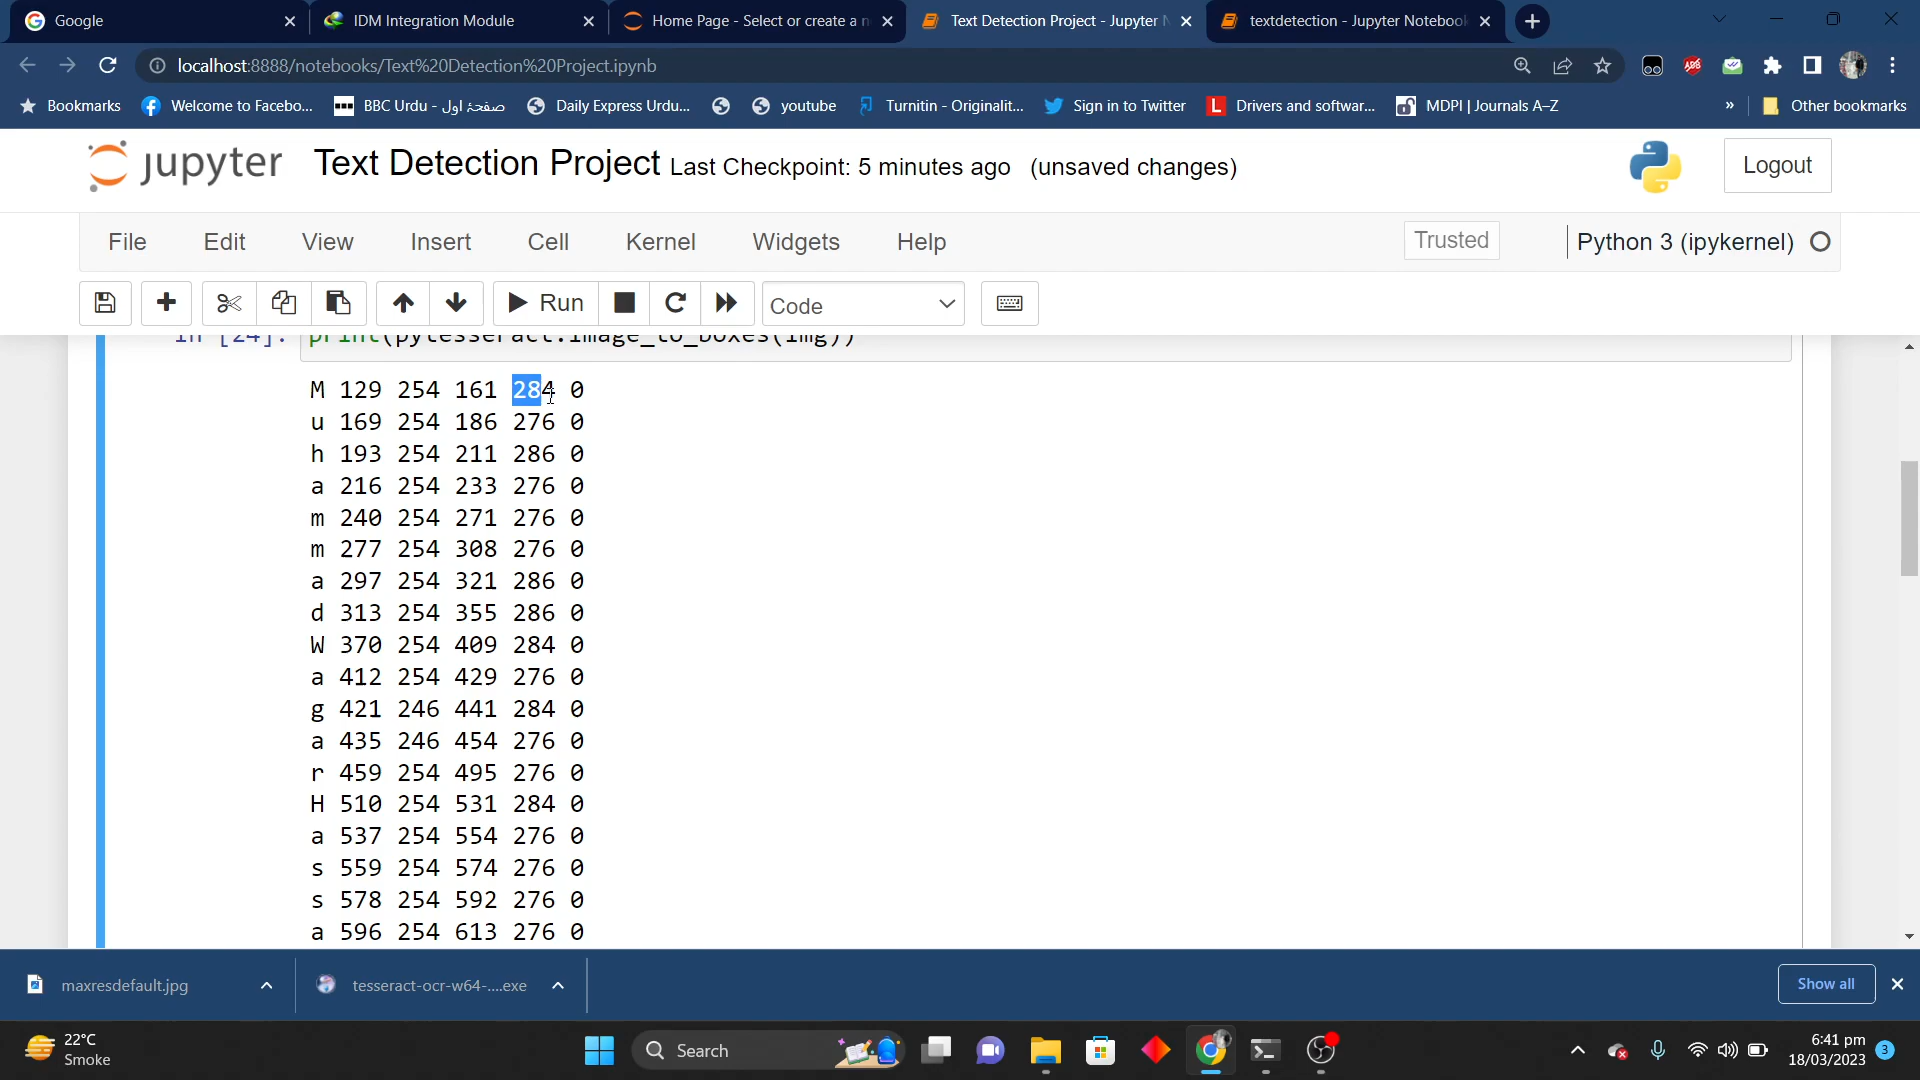 Google
IDM Integration Module
Home Page - Select or create a n
Text Detection Project - Jupyter N
textdetection - Jupyter Notebook
localhost:8888/notebooks/Text%20Detection%20Project.ipynb
Bookmarks
Welcome to Facebo...
BBC Urdu - صفحۂ اول
Daily Express Urdu...
youtube
Turnitin - Originalit...
Sign in to Twitter
Drivers and softwar...
MDPI | Journals A-Z
»
Other bookmarks
jupyter
Text Detection Project Last Checkpoint: 5 minutes ago (unsaved changes)
Logout
File Edit View Insert Cell Kernel Widgets Help
Trusted
Python 3 (ipykernel)
Run
Code
In [24]: print(pytesseract.image_to_boxes(img))
M 129 254 161 284 0
u 169 254 186 276 0
h 193 254 211 286 0
a 216 254 233 276 0
m 240 254 271 276 0
m 277 254 308 276 0
a 297 254 321 286 0
d 313 254 355 286 0
W 370 254 409 284 0
a 412 254 429 276 0
g 421 246 441 284 0
a 435 246 454 276 0
r 459 254 495 276 0
H 510 254 531 284 0
a 537 254 554 276 0
s 559 254 574 276 0
s 578 254 592 276 0
a 596 254 613 276 0
maxresdefault.jpg
tesseract-ocr-w64-....exe
Show all
22°C
Smoke
Search
6:41 pm
18/03/2023
3